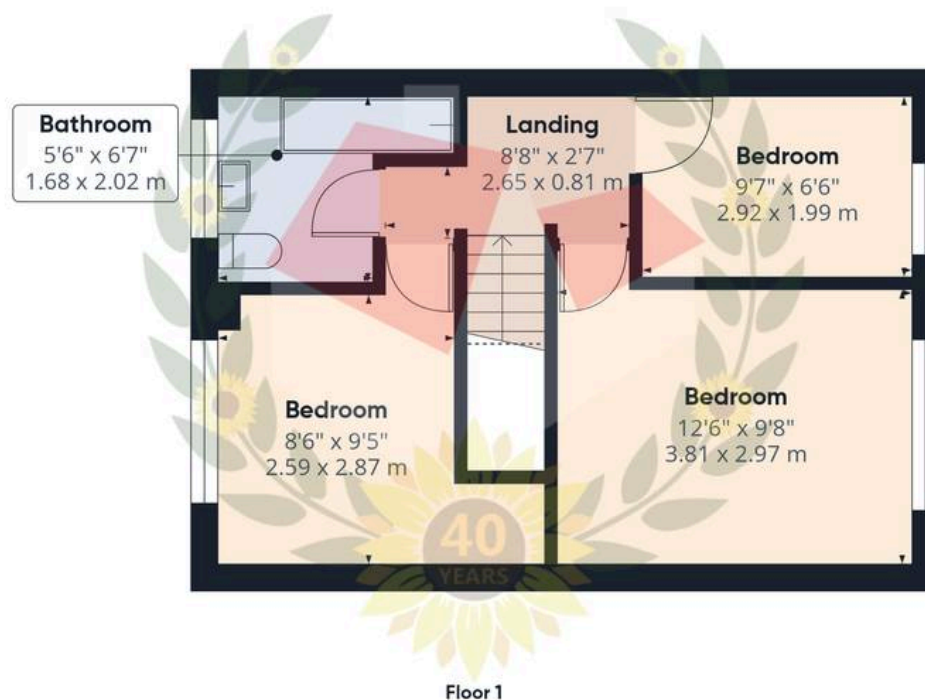 Bathroom
5'6" x 6'7"
1.68 x 2.02 m
Landing
8'8" x 2'7"
2.65 x 0.81 m
Bedroom
9'7" x 6'6"
2.92 x 1.99 m
Bedroom
8'6" x 9'5"
2.59 x 2.87 m
Bedroom
12'6" x 9'8"
3.81 x 2.97 m
40
YEARS
Floor 1